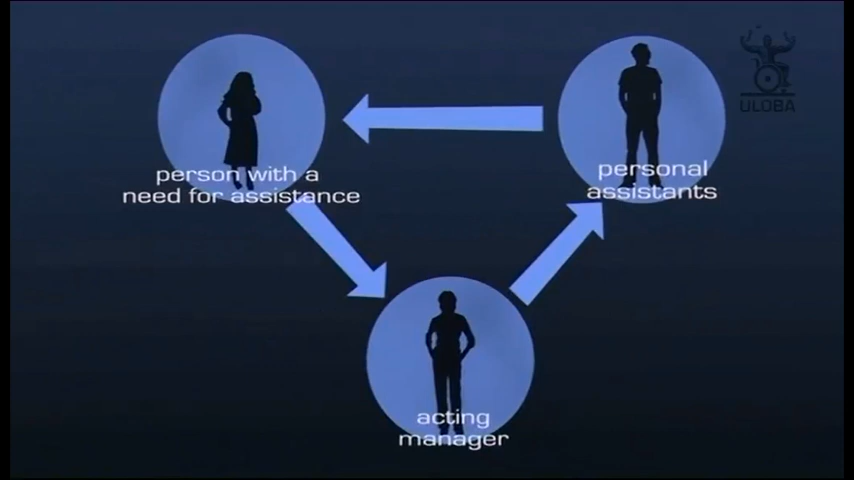 ULOBA
person with a
need for assistance
personal
assistants
acting
manager